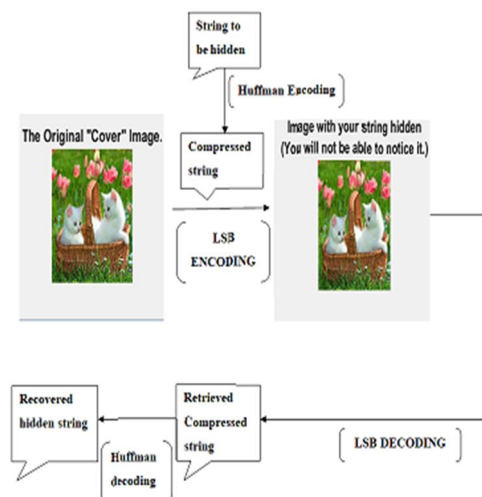 String to
be hidden
Huffman Encoding
The Original "Cover" Image.
Compressed
string
Image with your string hidden
(You will not be able to notice it.)
LSB
ENCODING
Recovered
hidden string
Retrieved
Compressed
string
Huffman
decoding
LSB DECODING